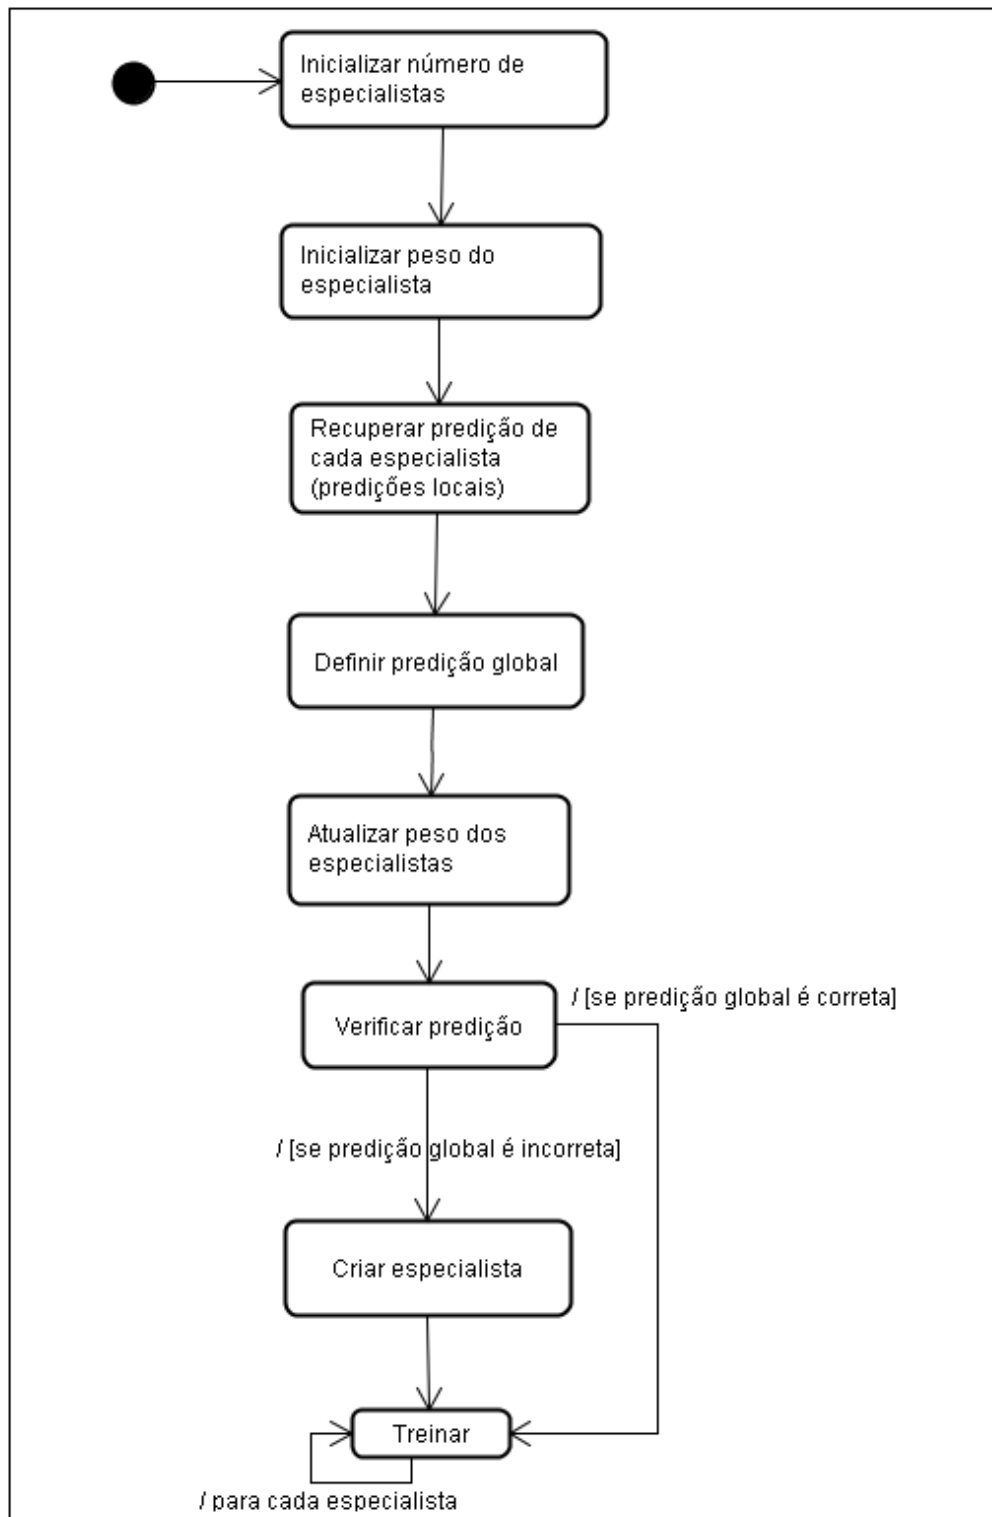 Inicializar número de
especialistas
Inicializar peso do
especialista
Recuperar predição de
cada especialista
(predições locais)
Definir predição global
Atualizar peso dos
especialistas
/ [se predição global é correta]
Verificar predição
/ [se predição global é incorreta]
Criar especialista
Treinar
/ para cada especialista